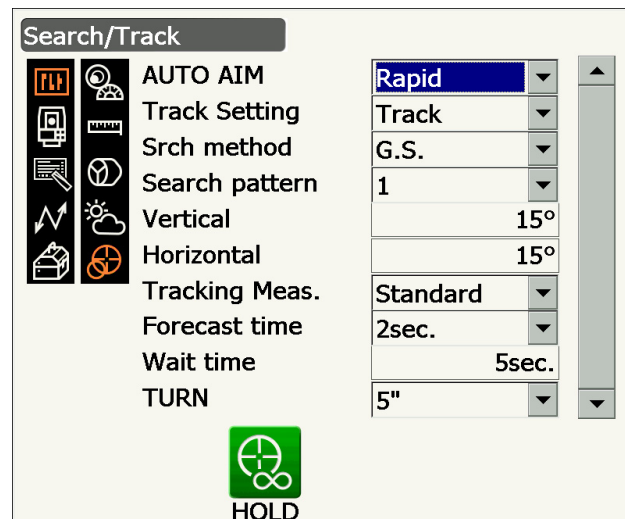 Search/Track
AUTO AIM Rapid
Track Setting Track
Srch method G.S.
Search pattern 1
Vertical 15°
Horizontal 15°
Tracking Meas. Standard
Forecast time 2sec.
Wait time 5sec.
TURN 5"
HOLD